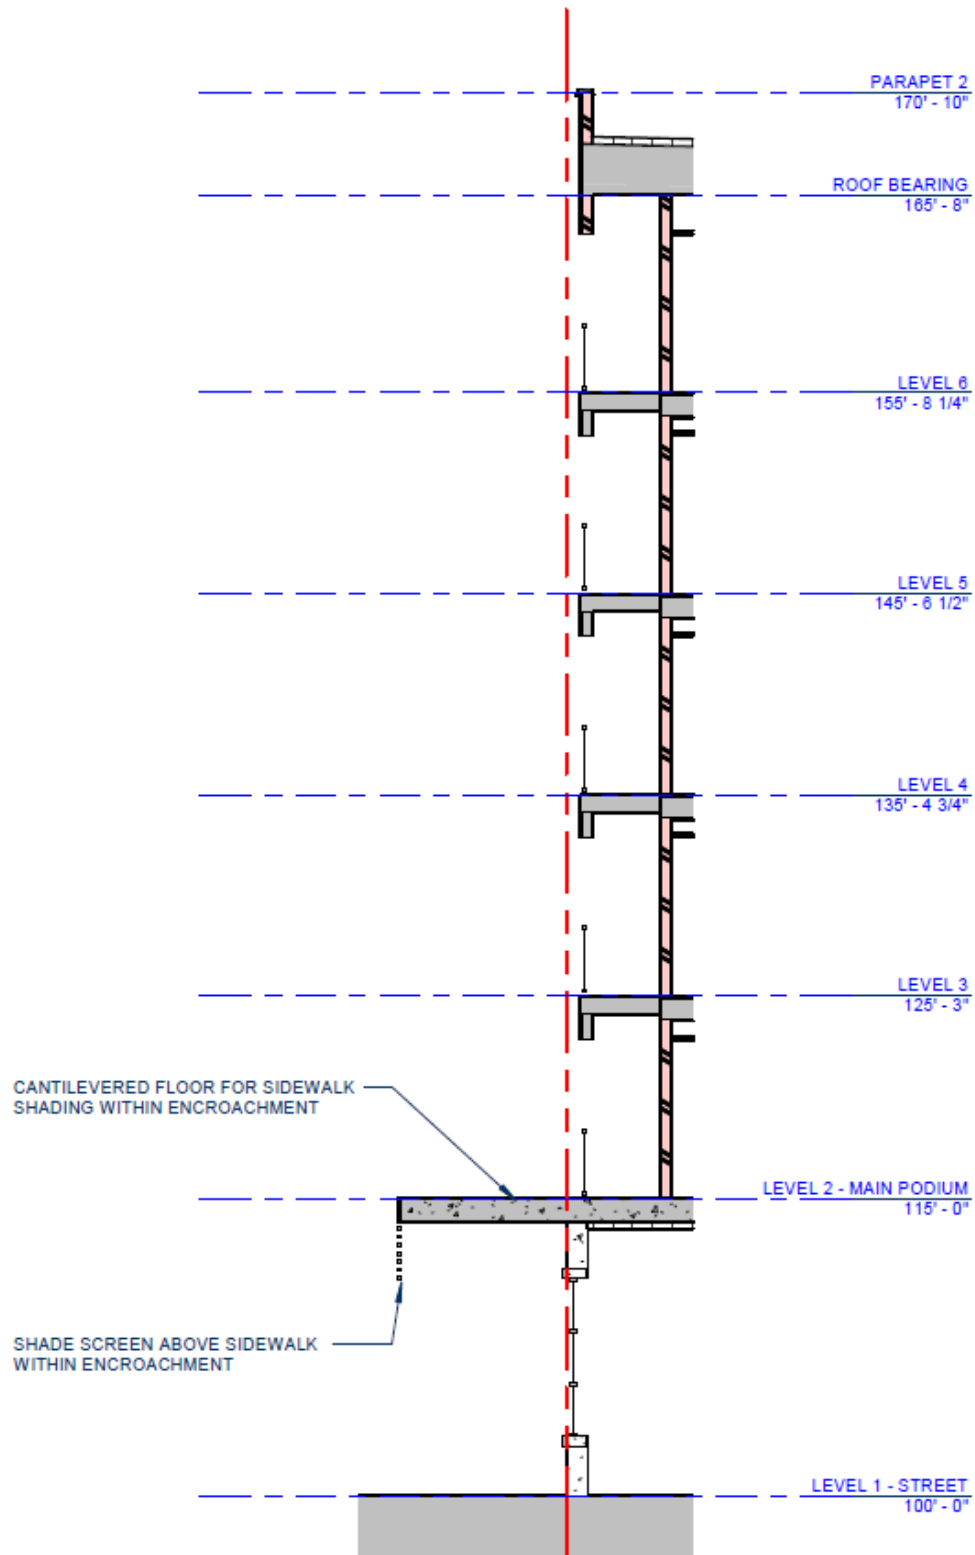 PARAPET 2
170' - 10"
ROOF BEARING
165' - 8"
LEVEL 6
155' - 8 1/4"
LEVEL 5
145' - 6 1/2"
LEVEL 4
135' - 4 3/4"
LEVEL 3
125' - 3"
CANTILEVERED FLOOR FOR SIDEWALK
SHADING WITHIN ENCROACHMENT
LEVEL 2 - MAIN PODIUM
115' - 0"
SHADE SCREEN ABOVE SIDEWALK
WITHIN ENCROACHMENT
LEVEL 1 - STREET
100' - 0"